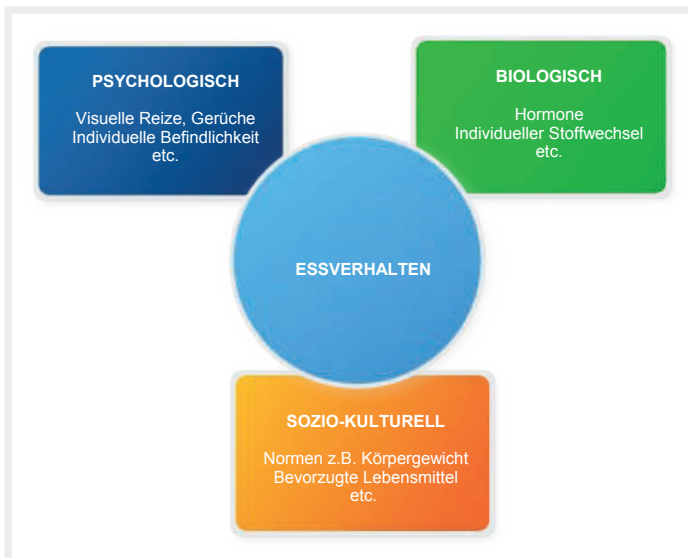 PSYCHOLOGISCH
Visuelle Reize, Gerüche
Individuelle Befindlichkeit
etc.
BIOLOGISCH
Hormone
Individueller Stoffwechsel
etc.
ESSVERHALTEN
SOZIO-KULTURELL
Normen z.B. Körpergewicht
Bevorzugte Lebensmittel
etc.